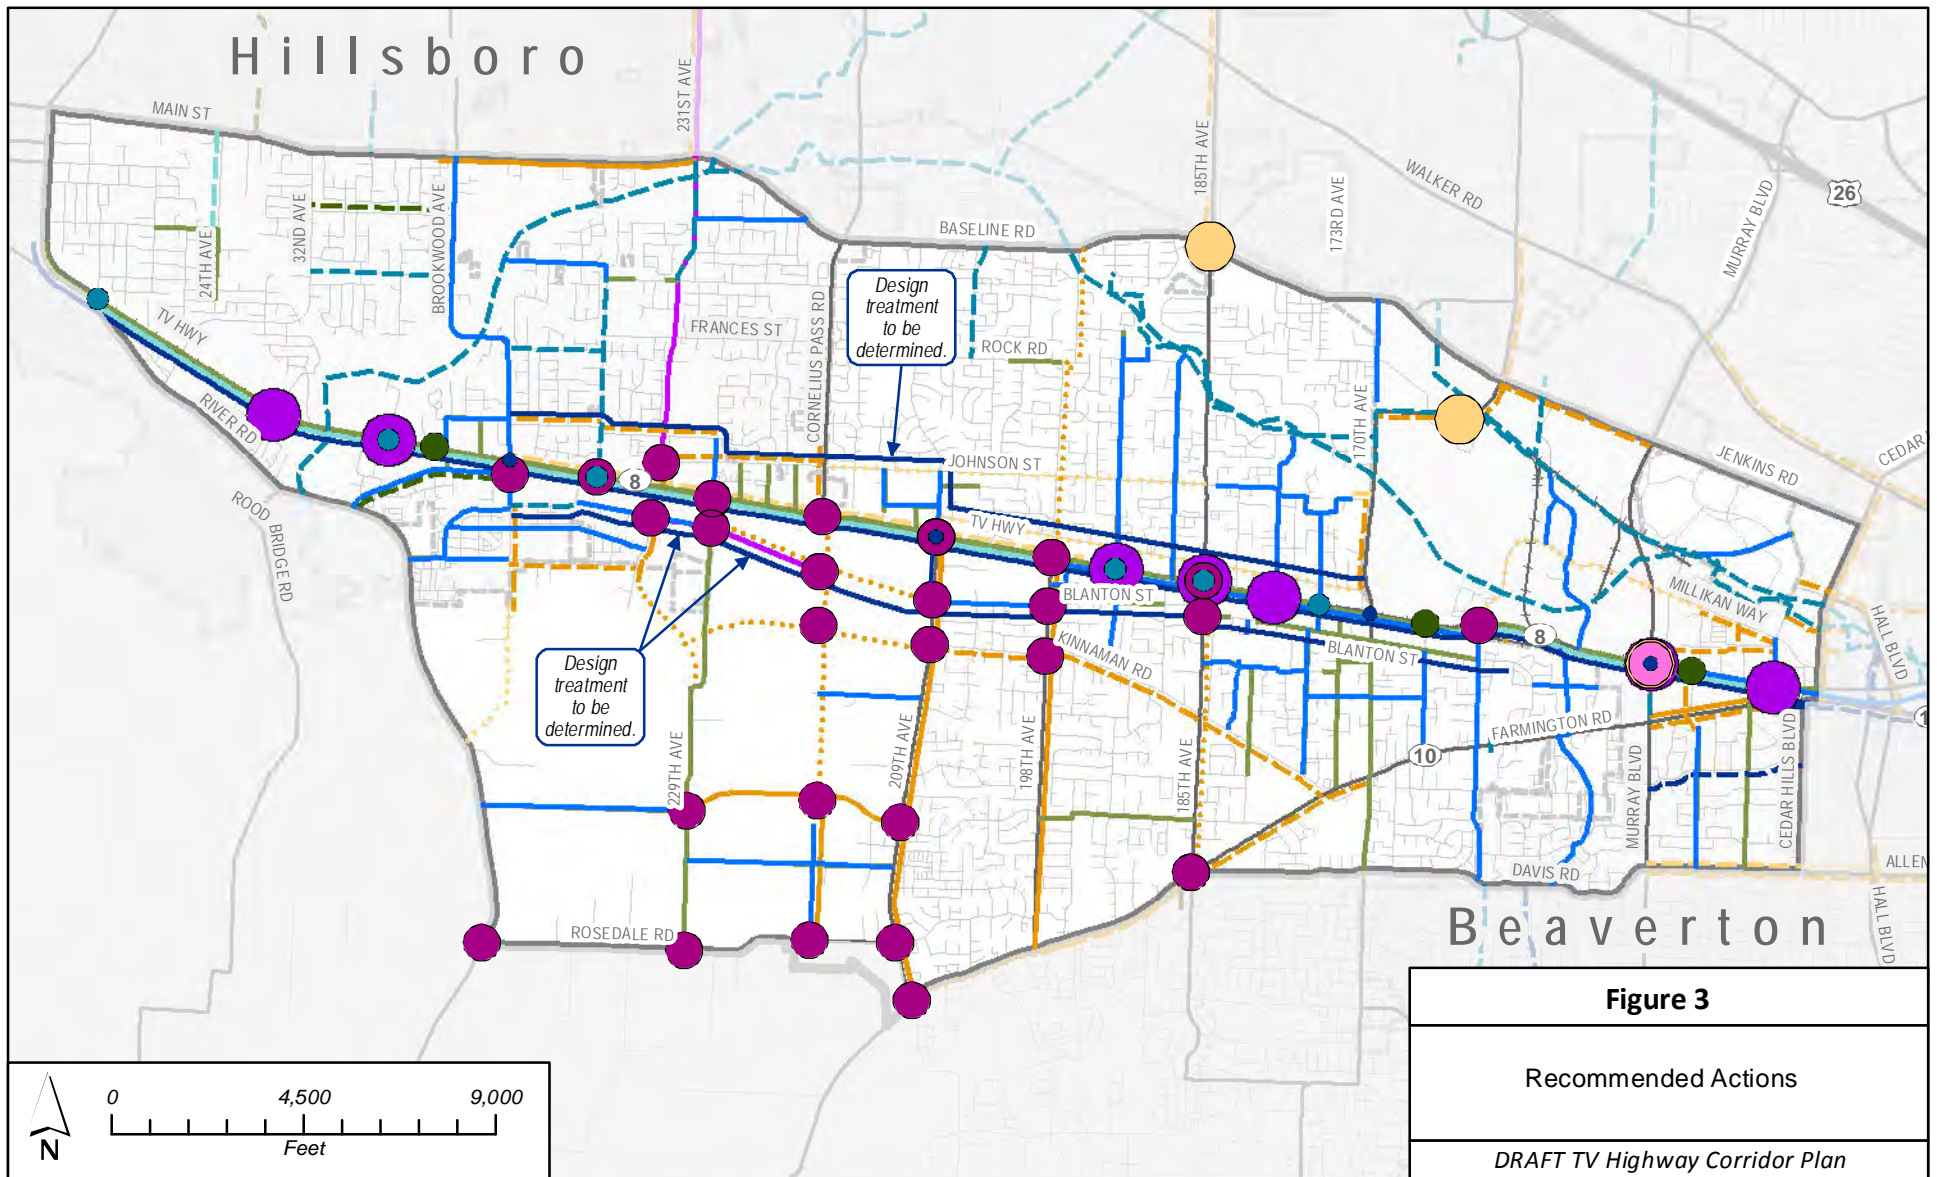 Hillsboro
MAIN ST
231ST AVE
185TH AVE
WALKER RD
MURRAY BLVD
26
24TH AVE
32ND AVE
BROOKWOOD AVE
BASELINE RD
173RD AVE
Design
treatment
to be
determined.
TV HWY
FRANCES ST
CORNELIUS PASS RD
ROCK RD
170TH AVE
RIVER RD
JOHNSON ST
JENKINS RD
CEDAR
8
ROOD BRIDGE RD
TV HWY
BLANTON ST
MILLIKAN WAY
HALL BLVD
8
KINNAMAN RD
BLANTON ST
Design
treatment
to be
determined.
229TH AVE
209TH AVE
198TH AVE
185TH AVE
FARMINGTON RD
10
MURRAY BLVD
CEDAR HILLS BLVD
1
DAVIS RD
ALLEN
HALL BLVD
ROSEDALE RD
Beaverton
Figure 3
Recommended Actions
DRAFT TV Highway Corridor Plan
N
0 4,500 9,000
Feet